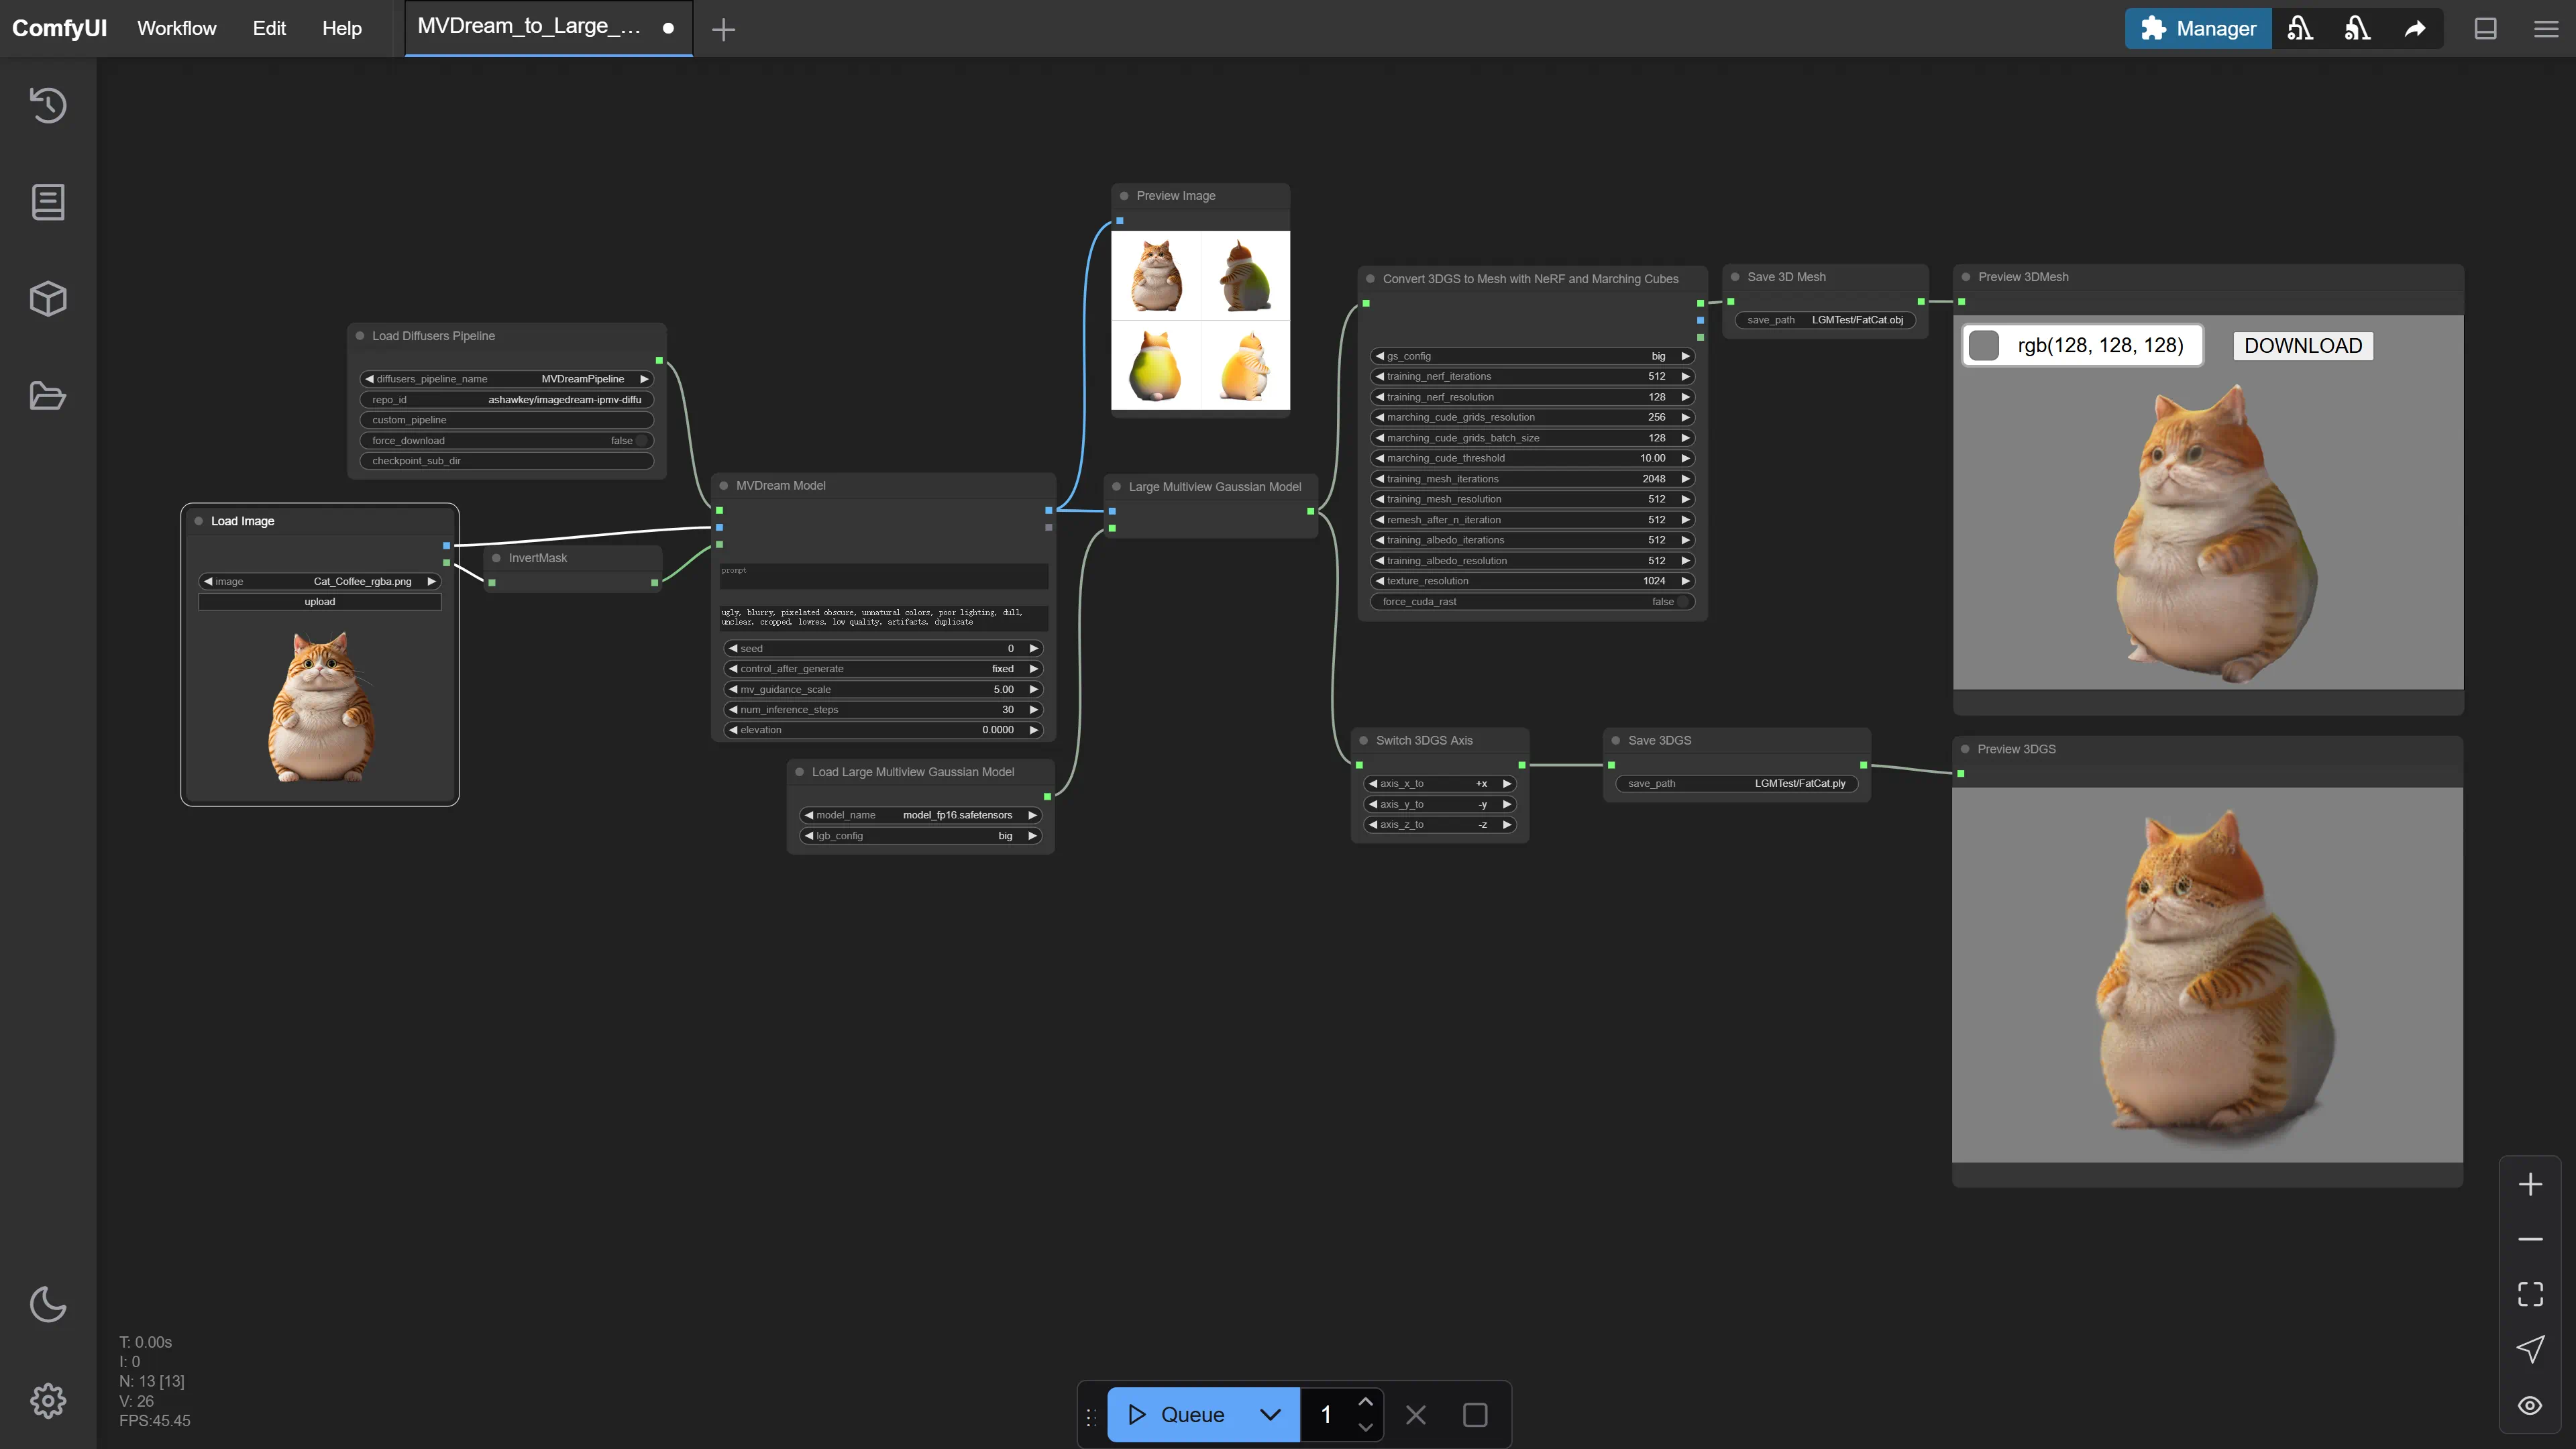 ComfyUI Workflow Edit Help MVDream_to_Large_... Manager
Preview Image
Load Diffusers Pipeline
diffusers_pipeline_name MVDreamPipeline
repo_id ashawkey/imagedream-ipmv-diffu
custom_pipeline
force_download false
checkpoint_sub_dir
Load Image
image Cat_Coffee_rgba.png
upload
InvertMask
MVDream Model
prompt
ugly, blurry, pixelated obscure, unnatural colors, poor lighting, dull,
unclear, cropped, lowres, low quality, artifacts, duplicate
seed 0
control_after_generate fixed
mv_guidance_scale 5.00
num_inference_steps 30
elevation 0.0000
Load Large Multiview Gaussian Model
model_name model_fp16.safetensors
lgb_config big
Large Multiview Gaussian Model
Convert 3DGS to Mesh with NeRF and Marching Cubes
gs_config big
training_nerf_iterations 512
training_nerf_resolution 128
marching_cude_grids_resolution 256
marching_cude_grids_batch_size 128
marching_cude_threshold 10.00
training_mesh_iterations 2048
training_mesh_resolution 512
remesh_after_n_iteration 512
training_albedo_iterations 512
training_albedo_resolution 512
texture_resolution 1024
force_cuda_rast false
Save 3D Mesh
save_path LGMTest/FatCat.obj
Preview 3DMesh
rgb(128, 128, 128) DOWNLOAD
Switch 3DGS Axis
axis_x_to +x
axis_y_to -y
axis_z_to -z
Save 3DGS
save_path LGMTest/FatCat.ply
Preview 3DGS
T: 0.00s
I: 0
N: 13 [13]
V: 26
FPS:45.45
Queue 1